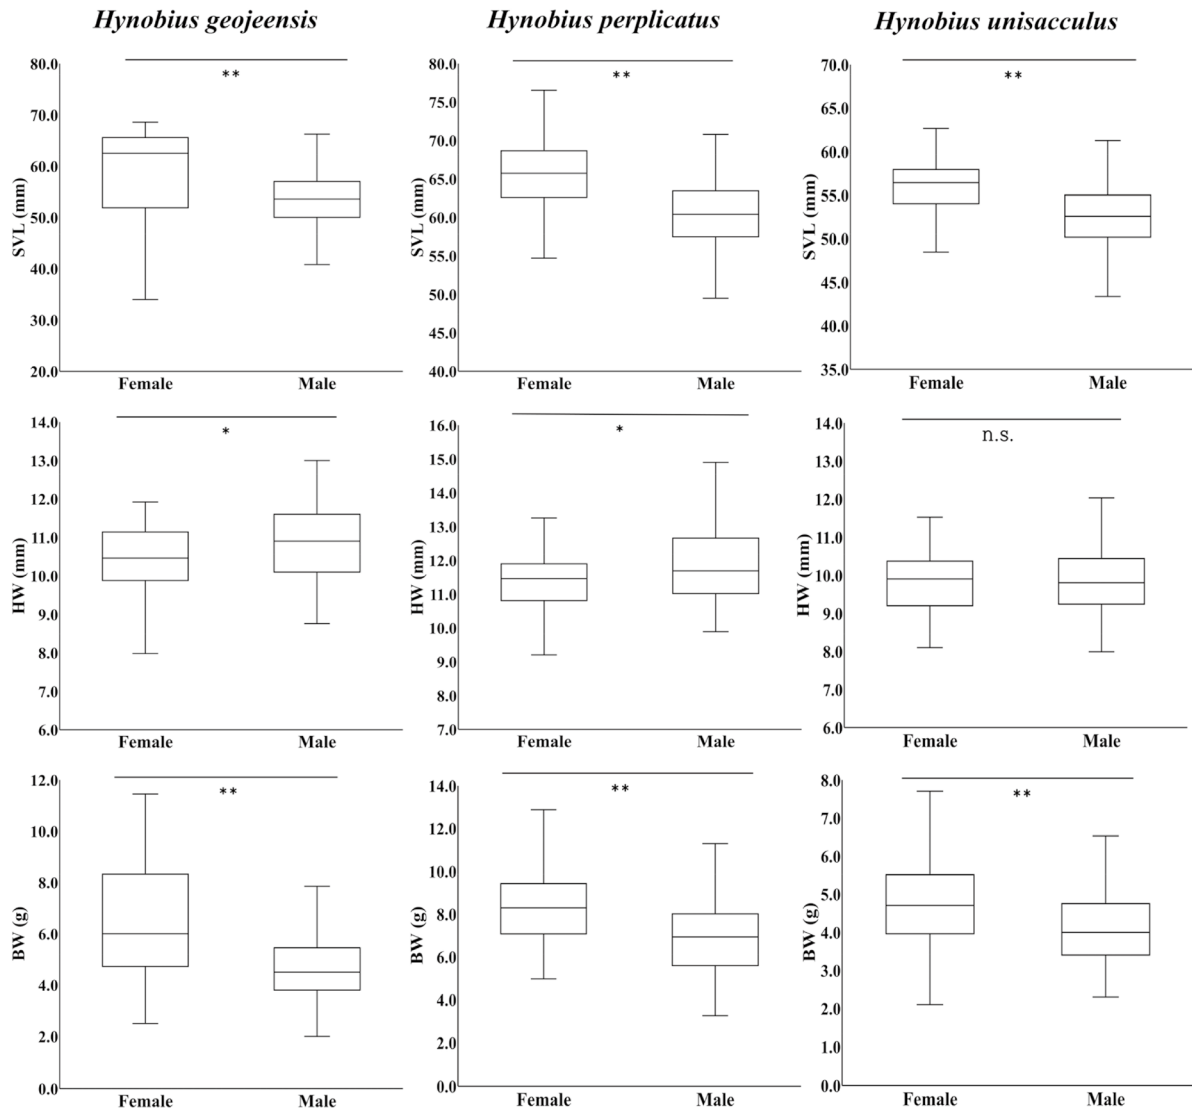 Hynobius geojeensis
Hynobius perplicatus
Hynobius unisacculus
SVL (mm)
80.0
70.0
60.0
50.0
40.0
30.0
20.0
**
Female
Male
SVL (mm)
80.0
75.0
70.0
65.0
60.0
55.0
50.0
45.0
40.0
**
Female
Male
SVL (mm)
70.0
65.0
60.0
55.0
50.0
45.0
40.0
35.0
**
Female
Male
HW (mm)
14.0
13.0
12.0
11.0
10.0
9.0
8.0
7.0
6.0
*
Female
Male
HW (mm)
16.0
15.0
14.0
13.0
12.0
11.0
10.0
9.0
8.0
7.0
*
Female
Male
HW (mm)
14.0
13.0
12.0
11.0
10.0
9.0
8.0
7.0
6.0
n.s.
Female
Male
BW (g)
12.0
10.0
8.0
6.0
4.0
2.0
0.0
**
Female
Male
BW (g)
14.0
12.0
10.0
8.0
6.0
4.0
2.0
0.0
**
Female
Male
BW (g)
8.0
7.0
6.0
5.0
4.0
3.0
2.0
1.0
0.0
**
Female
Male